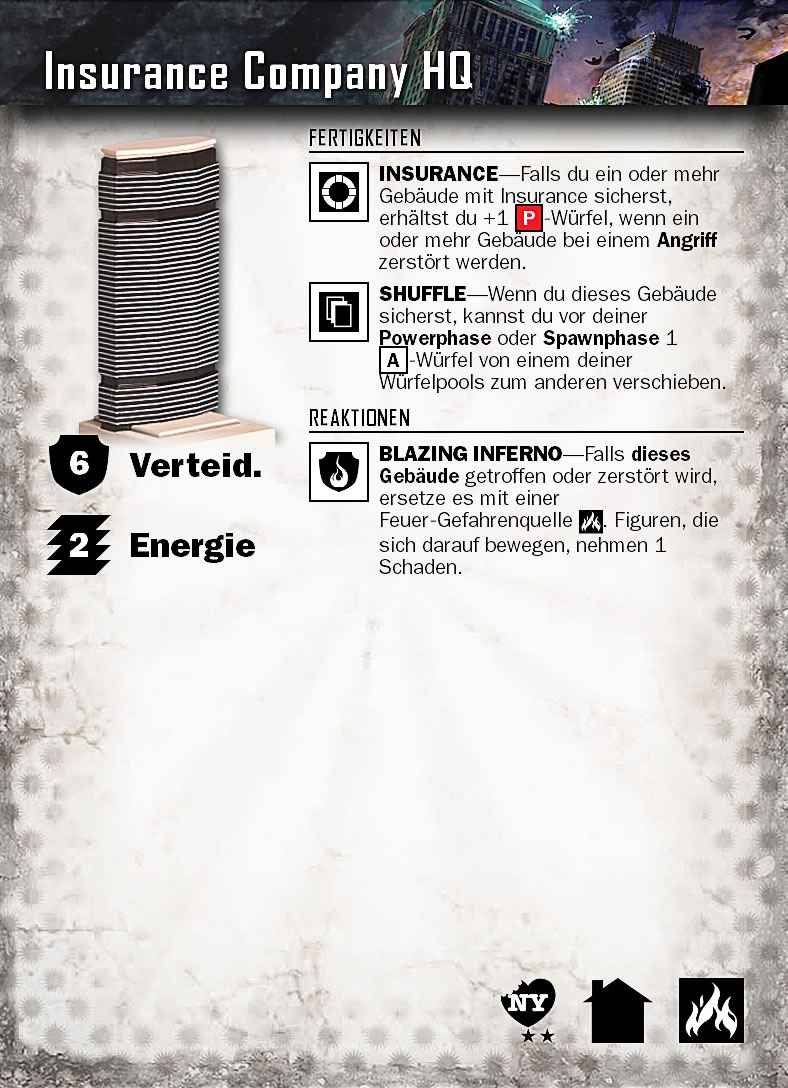 Insurance Company HQ
FERTIGKEITEN
INSURANCE—Falls du ein oder mehr
Gebäude mit Insurance sicherst,
erhältst du +1 P-Würfel, wenn ein
oder mehr Gebäude bei einem Angriff
zerstört werden.
SHUFFLE—Wenn du dieses Gebäude
sicherst, kannst du vor deiner
Powerphase oder Spawnphase 1
A-Würfel von einem deiner
Würfelpools zum anderen verschieben.
REAKTIONEN
BLAZING INFERNO—Falls dieses
Gebäude getroffen oder zerstört wird,
ersetze es mit einer
Feuer-Gefahrenquelle. Figuren, die
sich darauf bewegen, nehmen 1
Schaden.
6 Verteid.
2 Energie
NY